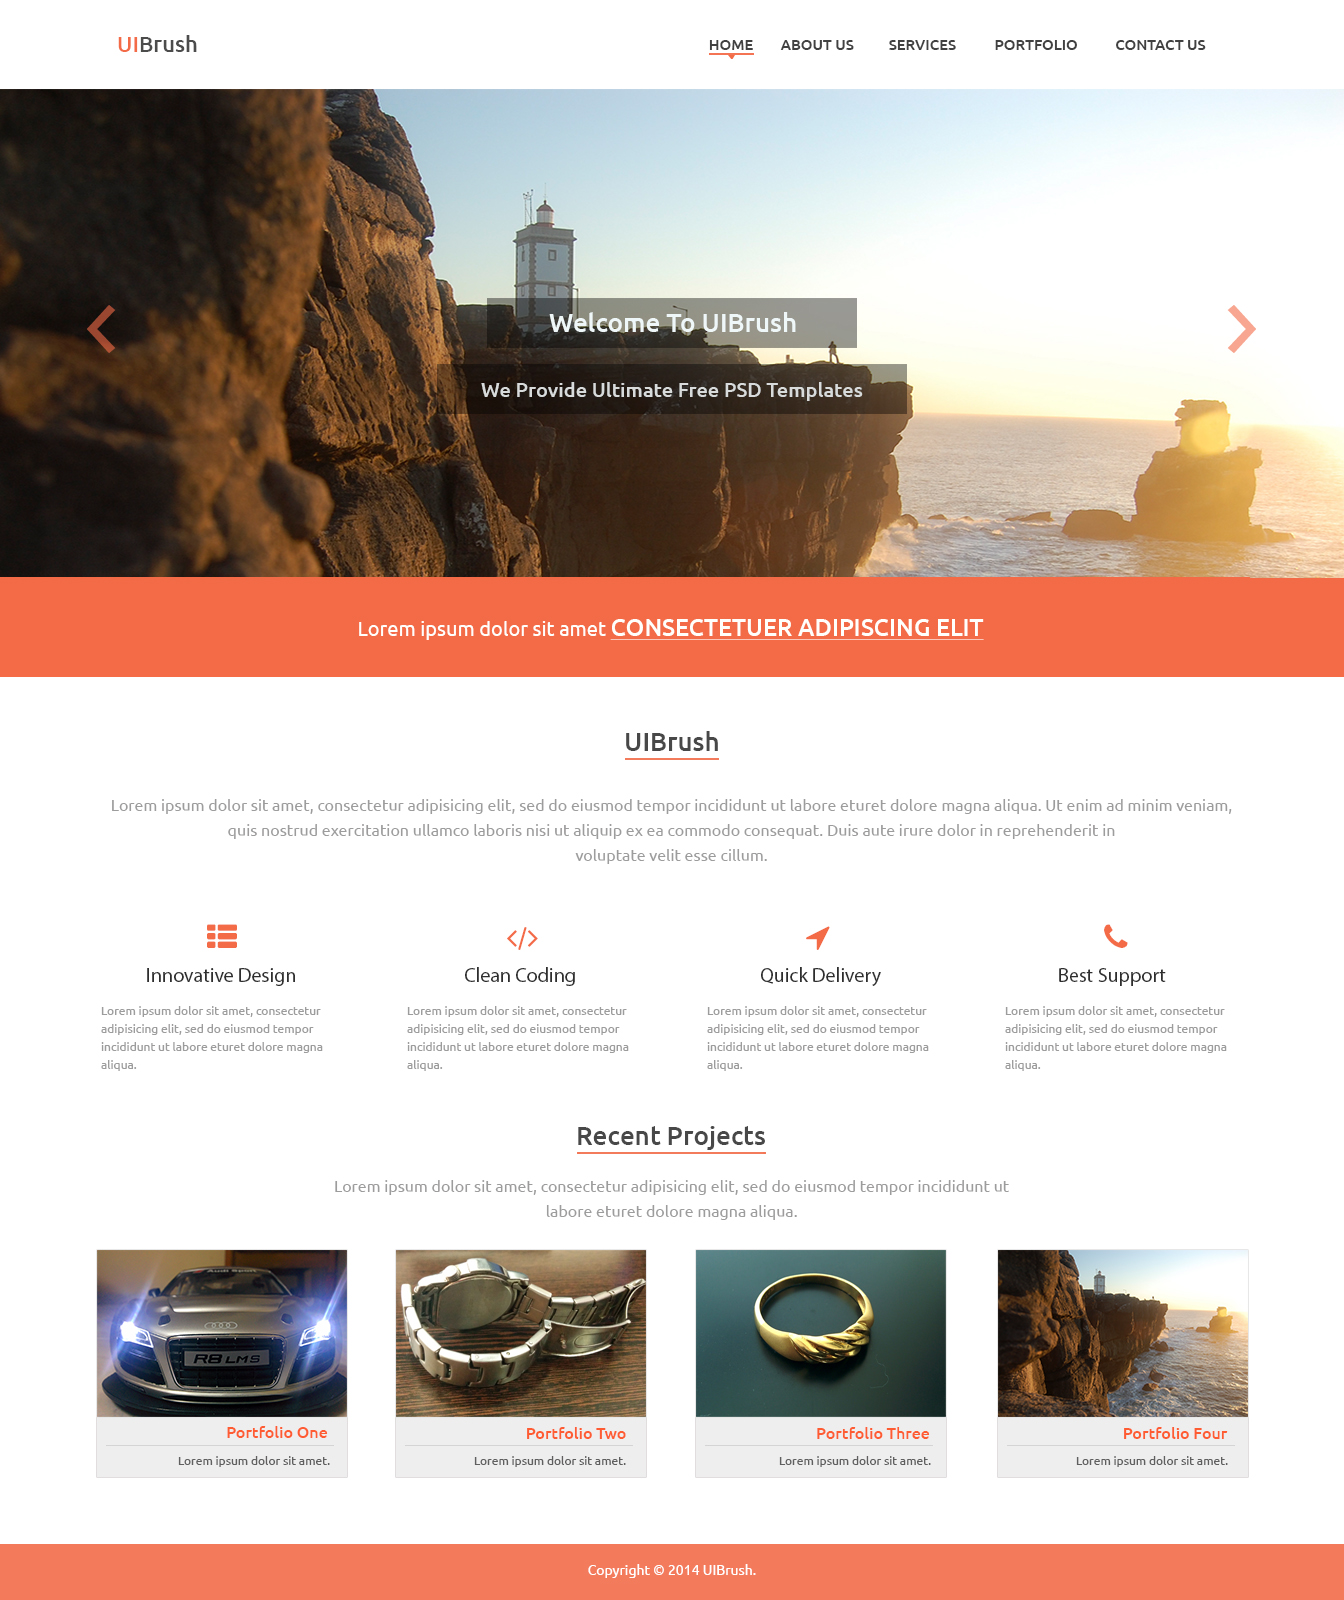 UIBrush
HOME ABOUT US SERVICES PORTFOLIO CONTACT US
Welcome To UIBrush
We Provide Ultimate Free PSD Templates
Lorem ipsum dolor sit amet CONSECTETUER ADIPISCING ELIT
UIBrush
Lorem ipsum dolor sit amet, consectetur adipisicing elit, sed do eiusmod tempor incididunt ut labore eturet dolore magna aliqua. Ut enim ad minim veniam,
quis nostrud exercitation ullamco laboris nisi ut aliquip ex ea commodo consequat. Duis aute irure dolor in reprehenderit in
voluptate velit esse cillum.
Innovative Design
Lorem ipsum dolor sit amet, consectetur
adipisicing elit, sed do eiusmod tempor
incididunt ut labore eturet dolore magna
aliqua.
Clean Coding
Lorem ipsum dolor sit amet, consectetur
adipisicing elit, sed do eiusmod tempor
incididunt ut labore eturet dolore magna
aliqua.
Quick Delivery
Lorem ipsum dolor sit amet, consectetur
adipisicing elit, sed do eiusmod tempor
incididunt ut labore eturet dolore magna
aliqua.
Best Support
Lorem ipsum dolor sit amet, consectetur
adipisicing elit, sed do eiusmod tempor
incididunt ut labore eturet dolore magna
aliqua.
Recent Projects
Lorem ipsum dolor sit amet, consectetur adipisicing elit, sed do eiusmod tempor incididunt ut
labore eturet dolore magna aliqua.
Audi Sport
R8 LMS
Portfolio One
Lorem ipsum dolor sit amet.
Portfolio Two
Lorem ipsum dolor sit amet.
Portfolio Three
Lorem ipsum dolor sit amet.
Portfolio Four
Lorem ipsum dolor sit amet.
Copyright © 2014 UIBrush.